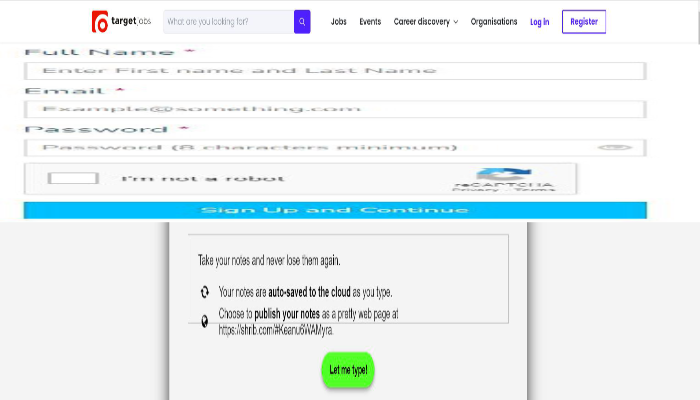 targetjobs What are you looking for? Jobs Events Career discovery Organisations Log in Register
Full Name *
Enter First name and Last Name
Email *
Example@something.com
Password *
Password (8 characters minimum)
I'm not a robot
reCAPTCHA
Privacy - Terms
Sign Up and Continue
Take your notes and never lose them again.
Your notes are auto-saved to the cloud as you type.
Choose to publish your notes as a pretty web page at
https://shrib.com/#Keanu6WAMyra.
Let me type!